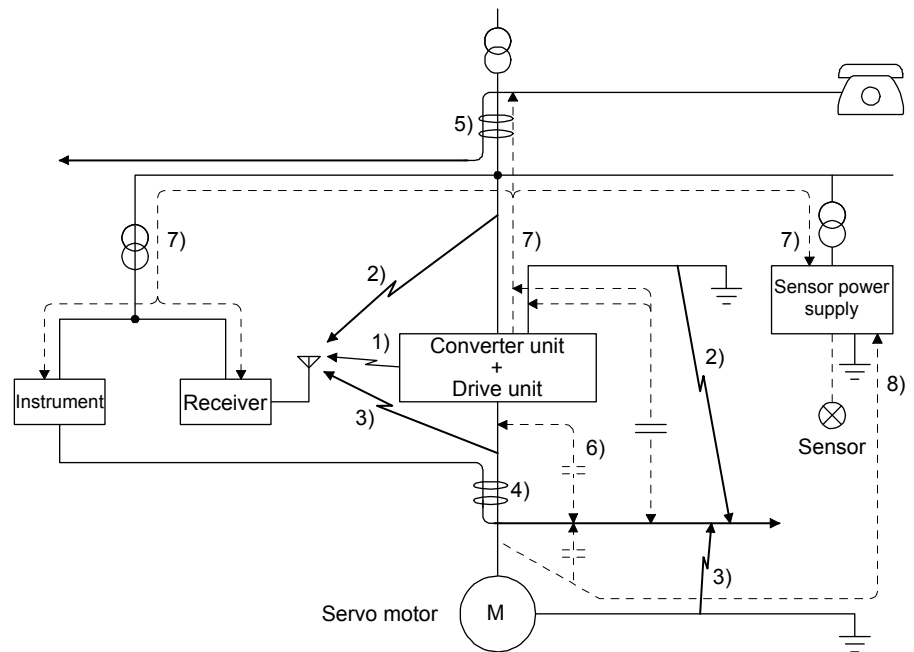 5)
7)
7)
7)
2)
Sensor power
supply
1)
Converter unit
+
Drive unit
2)
8)
Instrument
Receiver
3)
6)
Sensor
4)
3)
Servo motor
M